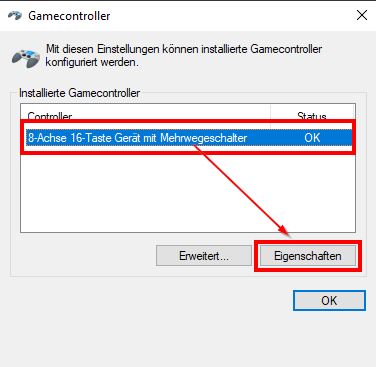 Gamecontroller
Mit diesen Einstellungen können installierte Gamecontroller
konfiguriert werden.
Installierte Gamecontroller
Controller Status
8-Achse 16-Taste Gerät mit Mehrwegeschalter OK
Erweitert... Eigenschaften
OK